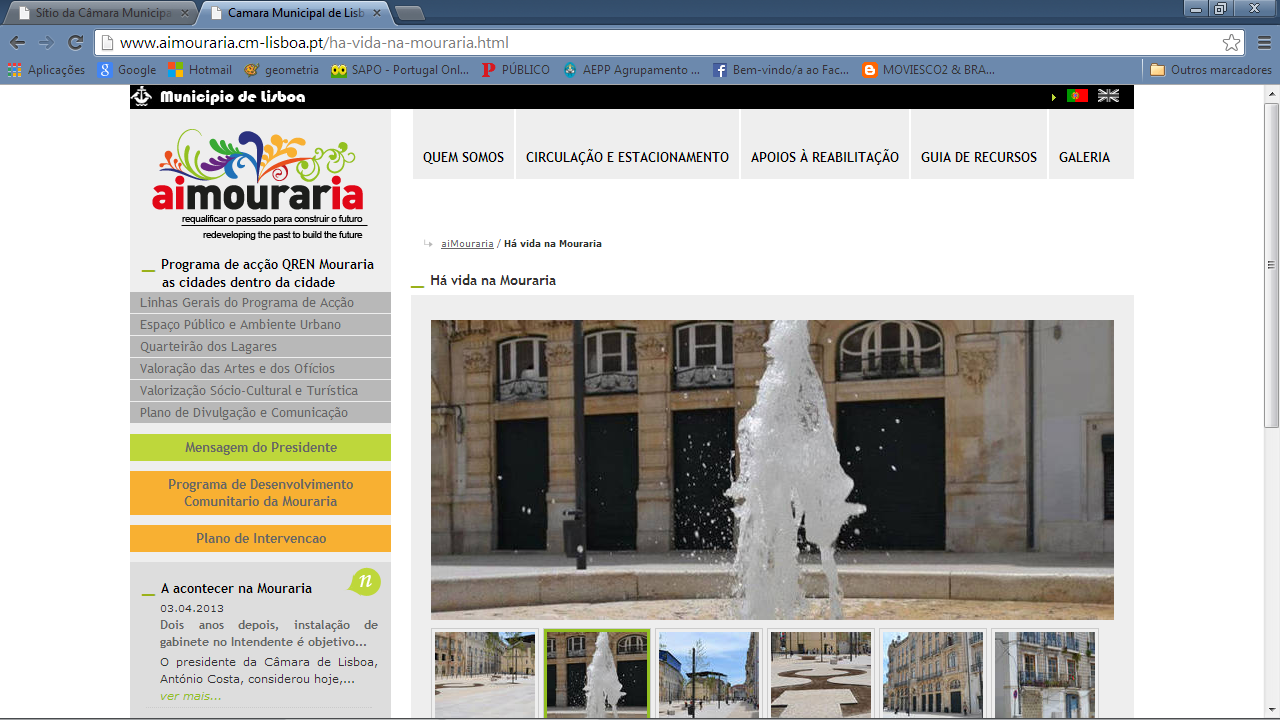 Sítio da Câmara Municipa
Camara Municipal de Lisb
www.aimouraria.cm-lisboa.pt/ha-vida-na-mouraria.html
Aplicações
Google
Hotmail
geometria
SAPO - Portugal Onl...
PÚBLICO
AEPP Agrupamento ...
Bem-vindo/a ao Fac...
MOVIESCO2 & BRA...
Outros marcadores
Municipio de Lisboa
aimouraria
requalificar o passado para construir o futuro
redeveloping the past to build the future
QUEM SOMOS
CIRCULAÇÃO E ESTACIONAMENTO
APOIOS À REABILITAÇÃO
GUIA DE RECURSOS
GALERIA
aiMouraria / Há vida na Mouraria
Há vida na Mouraria
Programa de acção QREN Mouraria
as cidades dentro da cidade
Linhas Gerais do Programa de Acção
Espaço Público e Ambiente Urbano
Quarteirão dos Lagares
Valoração das Artes e dos Ofícios
Valorização Sócio-Cultural e Turística
Plano de Divulgação e Comunicação
Mensagem do Presidente
Programa de Desenvolvimento
Comunitario da Mouraria
Plano de Intervencao
A acontecer na Mouraria
n
03.04.2013
Dois anos depois, instalação de
gabinete no Intendente é objetivo...
O presidente da Câmara de Lisboa,
António Costa, considerou hoje,...
ver mais...